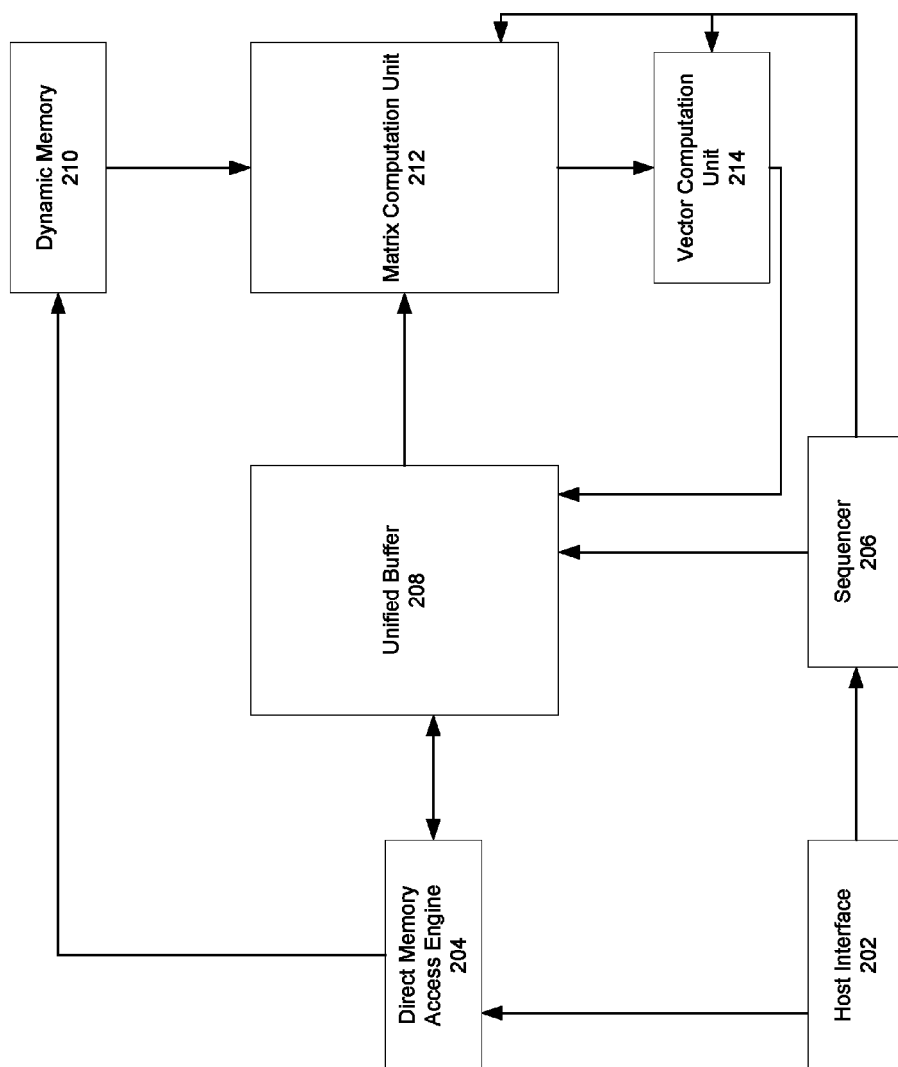 Host Interface
202
Direct Memory
Access Engine
204
Sequencer
206
Unified Buffer
208
Dynamic Memory
210
Matrix Computation Unit
212
Vector Computation
Unit
214